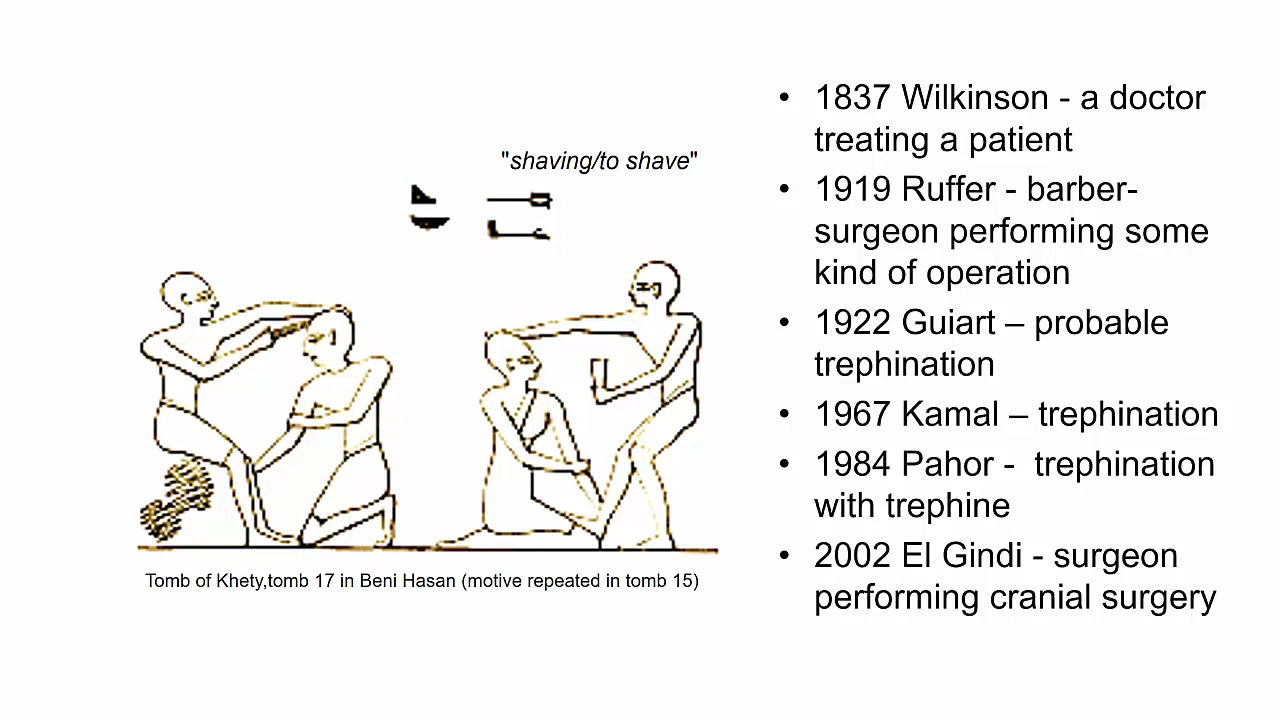 "shaving/to shave"
Tomb of Khety,tomb 17 in Beni Hasan (motive repeated in tomb 15)
• 1837 Wilkinson - a doctor
treating a patient
• 1919 Ruffer - barber-
surgeon performing some
kind of operation
• 1922 Guiart – probable
trephination
• 1967 Kamal – trephination
• 1984 Pahor -  trephination
with trephine
• 2002 El Gindi - surgeon
performing cranial surgery